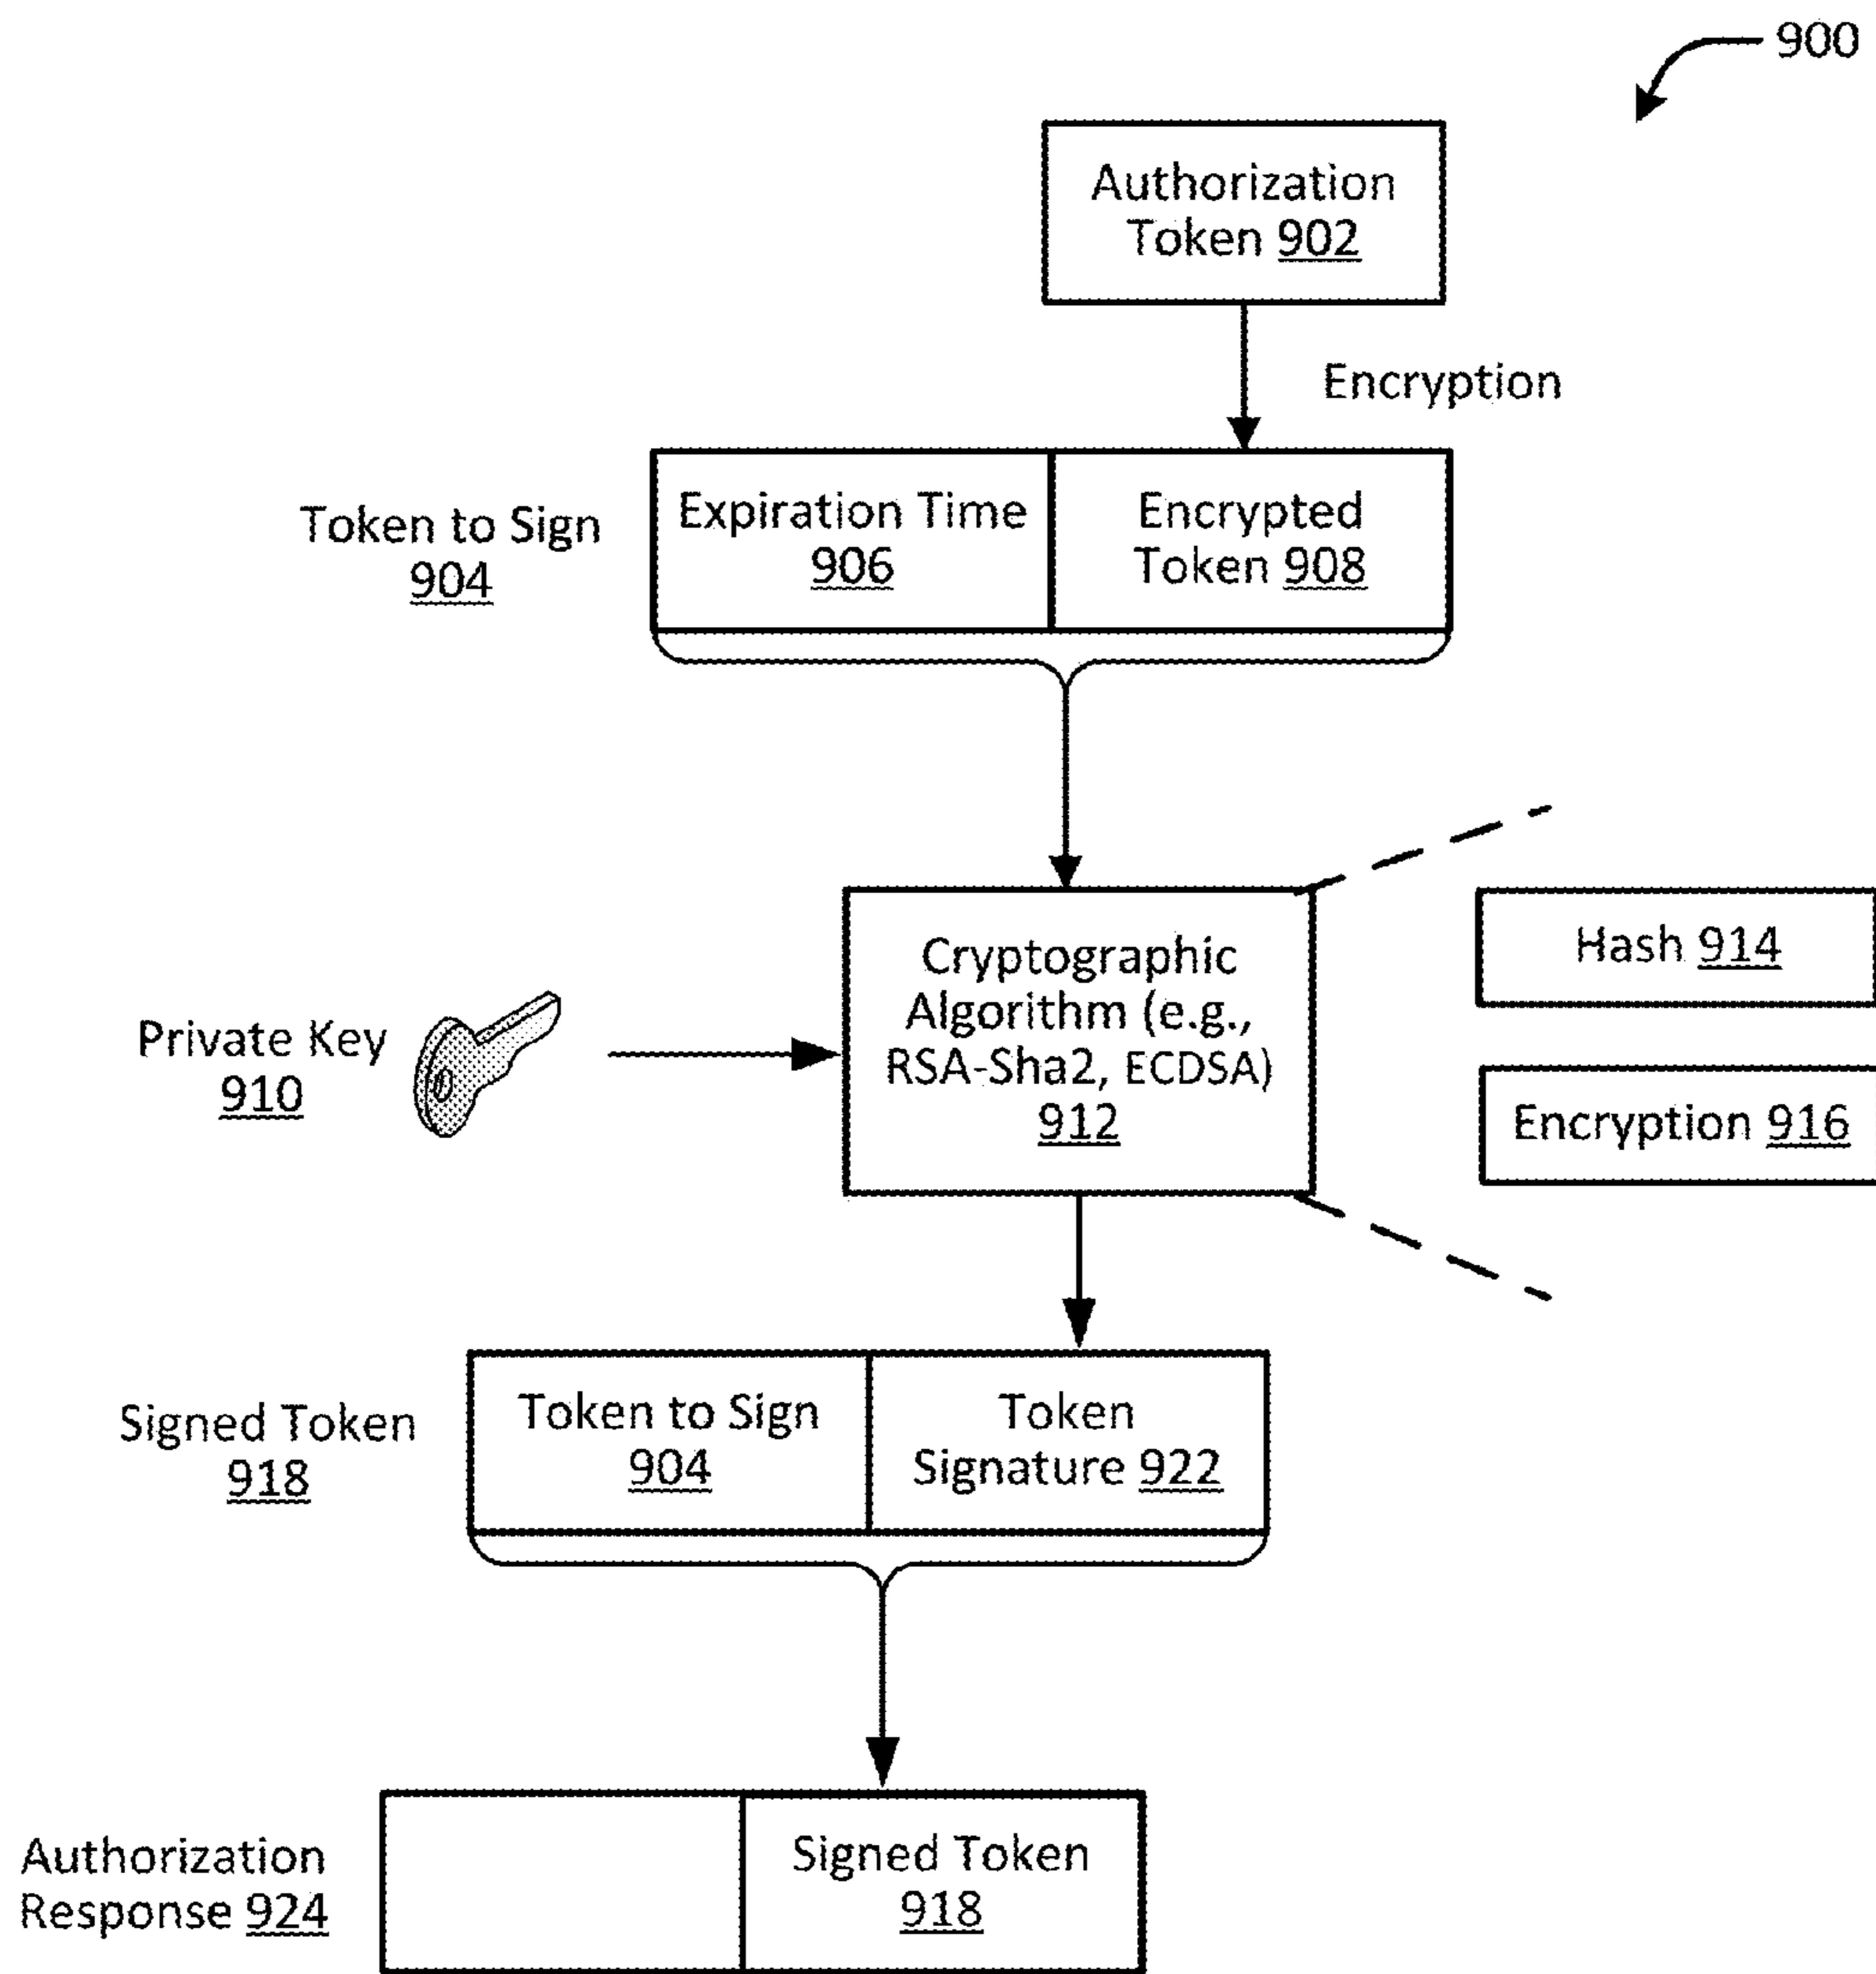 900
Authorization
Token 902
Encryption
Token to Sign
904
Expiration Time
906
Encrypted
Token 908
Private Key
910
Cryptographic
Algorithm (e.g.,
RSA-Sha2, ECDSA)
912
Hash 914
Encryption 916
Signed Token
918
Token to Sign
904
Token
Signature 922
Authorization
Response 924
Signed Token
918